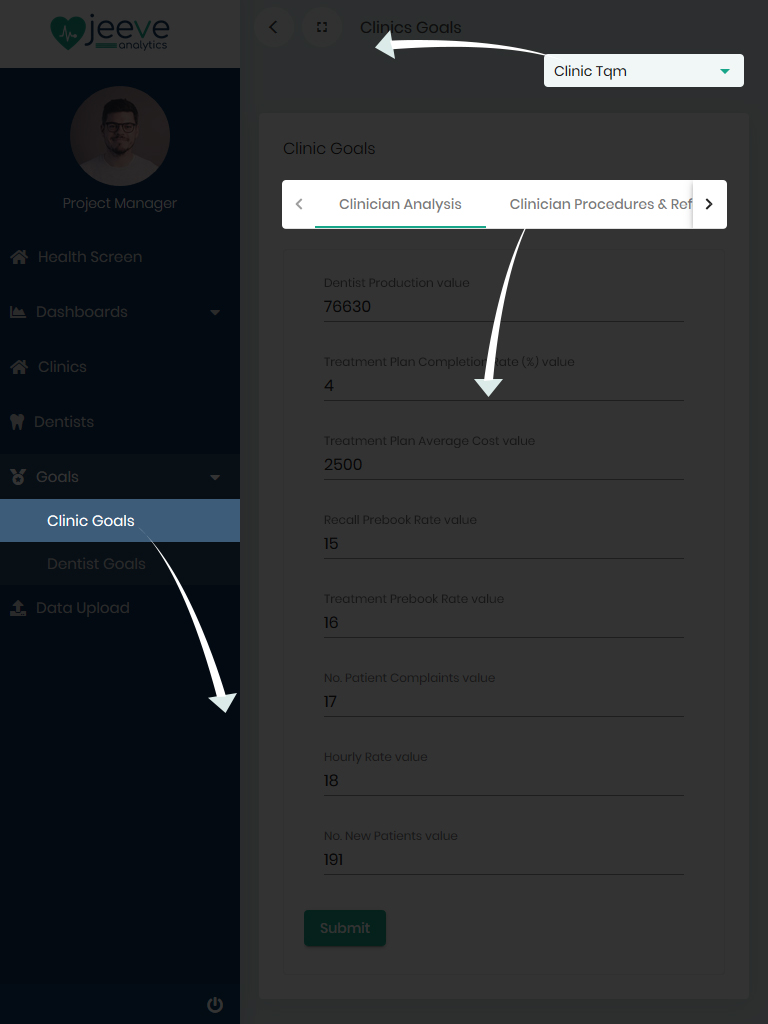 jeeve
analytics
Clinics Goals
Clinic Tqm
Project Manager
Health Screen
Dashboards
Clinics
Dentists
Goals
Clinic Goals
Dentist Goals
Data Upload
Clinic Goals
Clinician Analysis
Clinician Procedures & Ref
Dentist Production value
76630
Treatment Plan Completion Rate (%) value
4
Treatment Plan Average Cost value
2500
Recall Prebook Rate value
15
Treatment Prebook Rate value
16
No. Patient Complaints value
17
Hourly Rate value
18
No. New Patients value
191
Submit